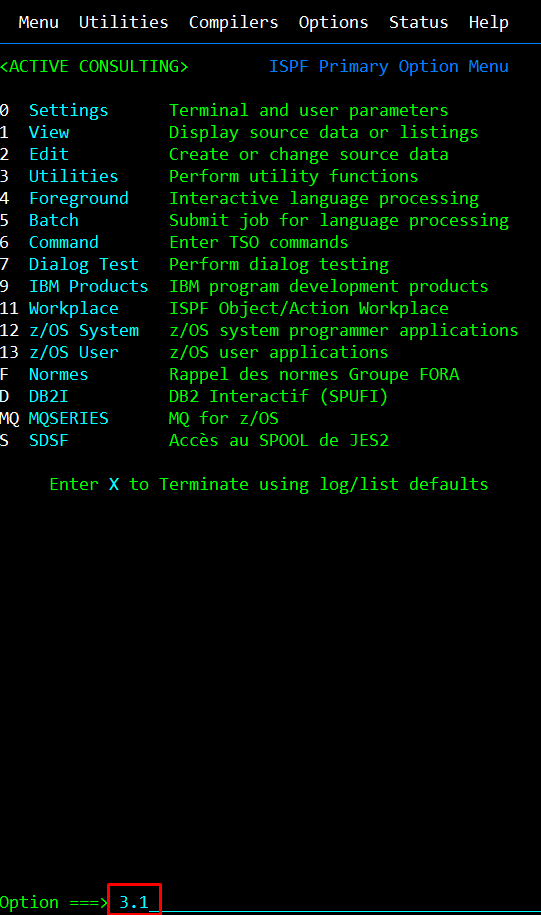 Menu Utilities Compilers Options Status Help
<ACTIVE CONSULTING> ISPF Primary Option Menu
0 Settings Terminal and user parameters
1 View Display source data or listings
2 Edit Create or change source data
3 Utilities Perform utility functions
4 Foreground Interactive language processing
5 Batch Submit job for language processing
6 Command Enter TSO commands
7 Dialog Test Perform dialog testing
9 IBM Products IBM program development products
11 Workplace ISPF Object/Action Workplace
12 z/OS System z/OS system programmer applications
13 z/OS User z/OS user applications
F Normes Rappel des normes Groupe FORA
D DB2I DB2 Interactif (SPUFI)
MQ MQSERIES MQ for z/OS
S SDSF Accès au SPOOL de JES2
Enter X to Terminate using log/list defaults
Option ===> 3.1_